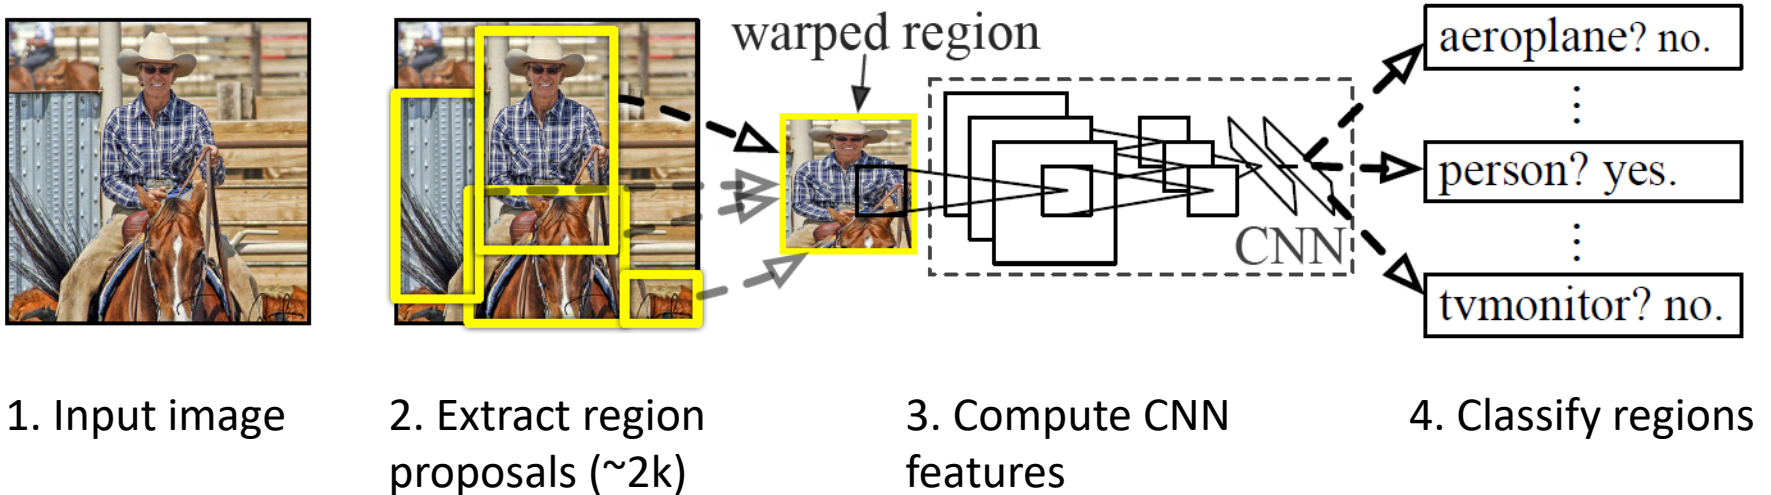 warped region
aeroplane? no.
person? yes.
CNN
tvmonitor? no.
1. Input image
2. Extract region
proposals (~2k)
3. Compute CNN
features
4. Classify regions